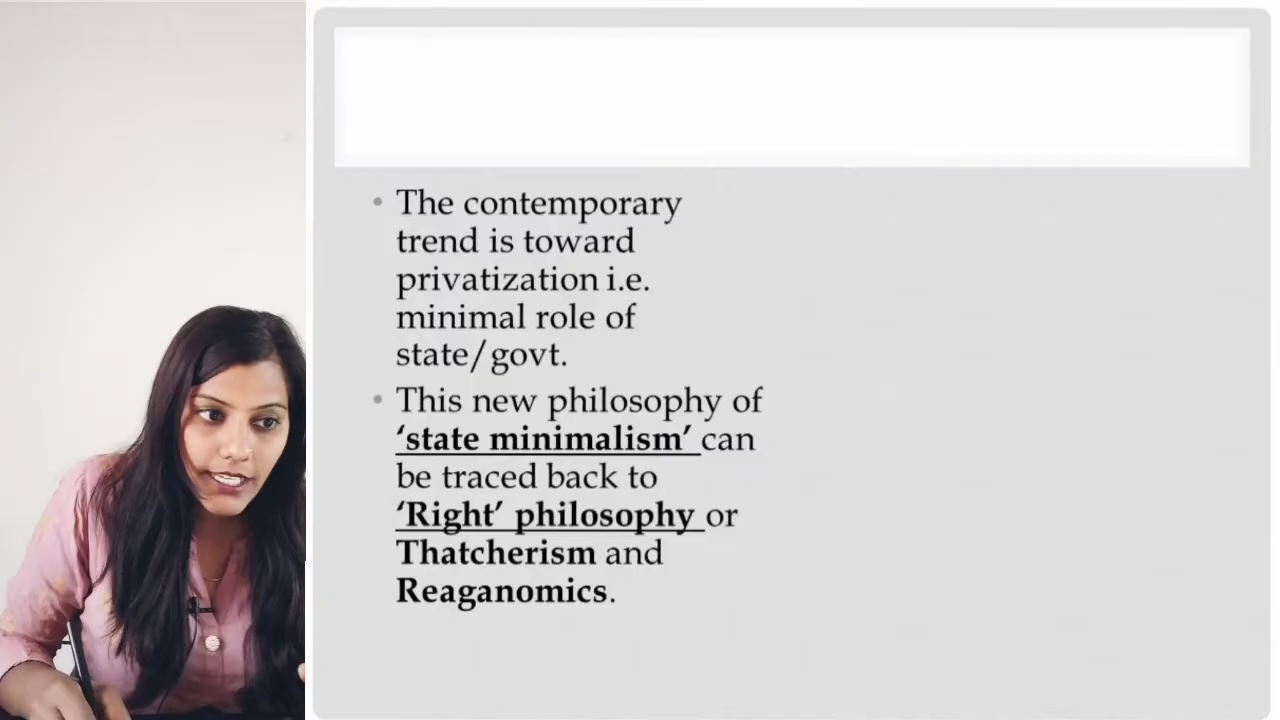 • The contemporary
trend is toward
privatization i.e.
minimal role of
state/govt.
• This new philosophy of
‘state minimalism’ can
be traced back to
‘Right’ philosophy or
Thatcherism and
Reaganomics.